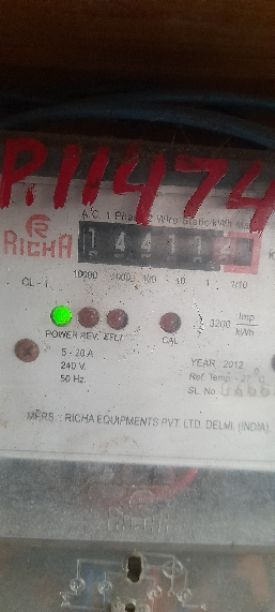 P.11474
A.C. 1 Phase 2 Wire Static kWh
RICHA
10000 1000 100 10 1 1/10
CL-1
3200 Imp/kWh
POWER REV. EFL CAL
5 - 20 A
240 V.
50 Hz.
YEAR 2012
Ref. Temp. - 27°C
SL. No.
MFRS : RICHA EQUIPMENTS PVT. LTD. DELHI, (INDIA)